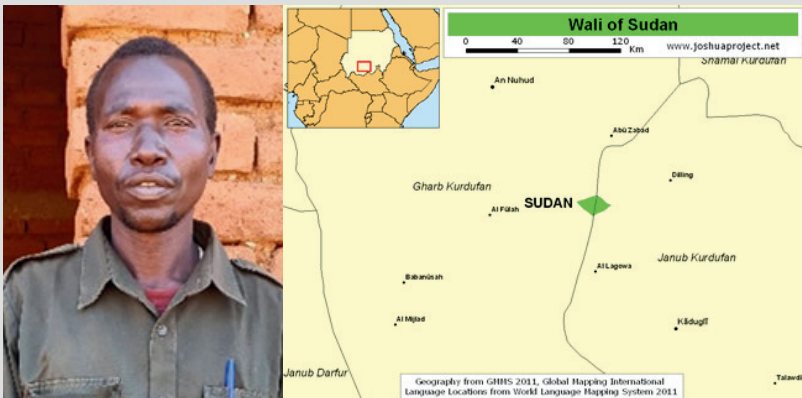 Wali of Sudan
0 40 80 120 Km www.joshuaproject.net
Shamal Kurdufan
An Nuhud
Abū Zabad
Dilling
Gharb Kurdufan
SUDAN
Al Fūlah
Janub Kurdufan
Al Lagowa
Babanūsah
Al Mijlad
Kāduglī
Janub Darfur
Talawdī
Geography from GMMS 2011, Global Mapping International
Language Locations from World Language Mapping System 2011